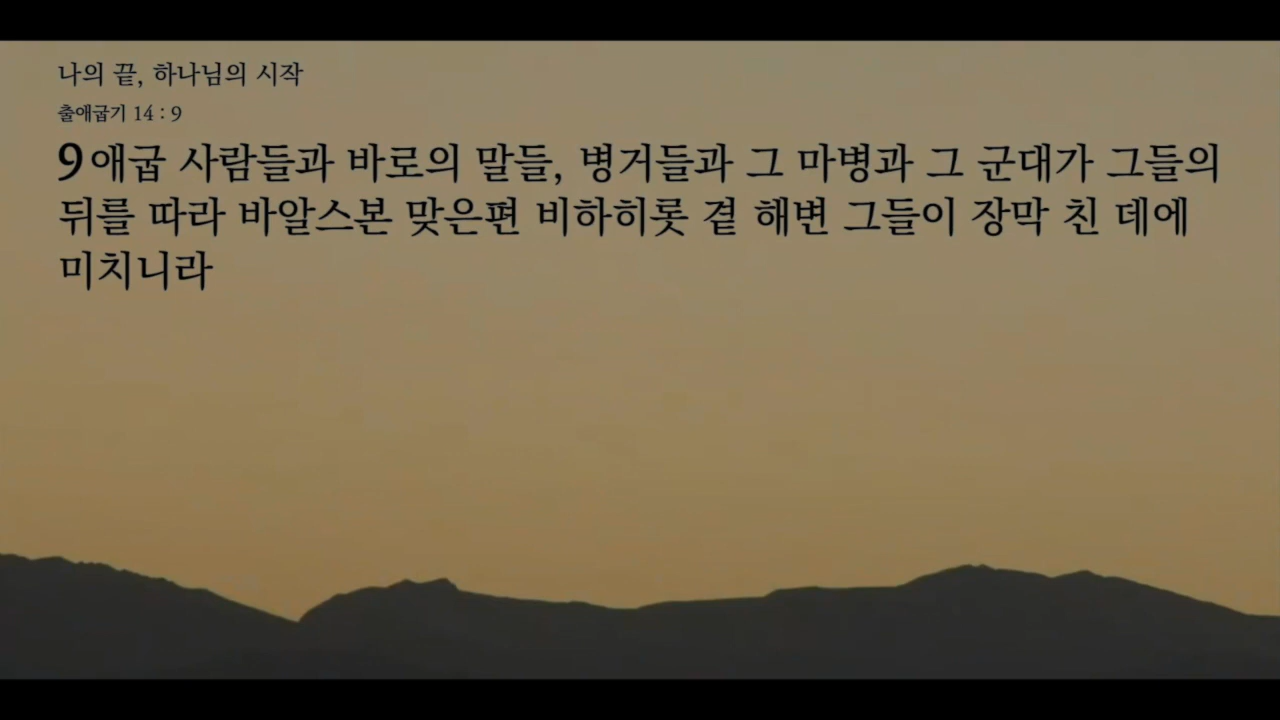 나의 끝, 하나님의 시작
출애굽기 14 : 9
9 애굽 사람들과 바로의 말들, 병거들과 그 마병과 그 군대가 그들의
뒤를 따라 바알스본 맞은편 비하히롯 곁 해변 그들이 장막 친 데에
미치니라